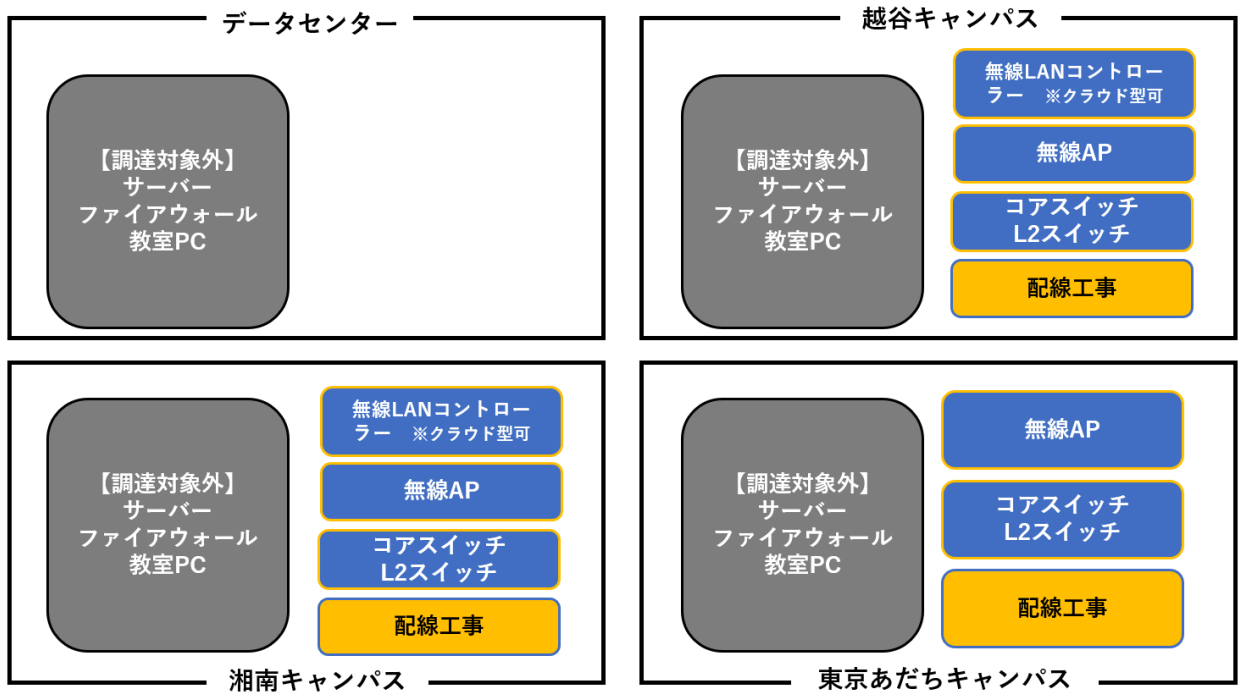 データセンター
【調達対象外】
サーバー
ファイアウォール
教室PC
越谷キャンパス
【調達対象外】
サーバー
ファイアウォール
教室PC
無線LANコントロー
ラー　※クラウド型可
無線AP
コアスイッチ
L2スイッチ
配線工事
【調達対象外】
サーバー
ファイアウォール
教室PC
無線LANコントロー
ラー　※クラウド型可
無線AP
コアスイッチ
L2スイッチ
配線工事
湘南キャンパス
【調達対象外】
サーバー
ファイアウォール
教室PC
無線AP
コアスイッチ
L2スイッチ
配線工事
東京あだちキャンパス